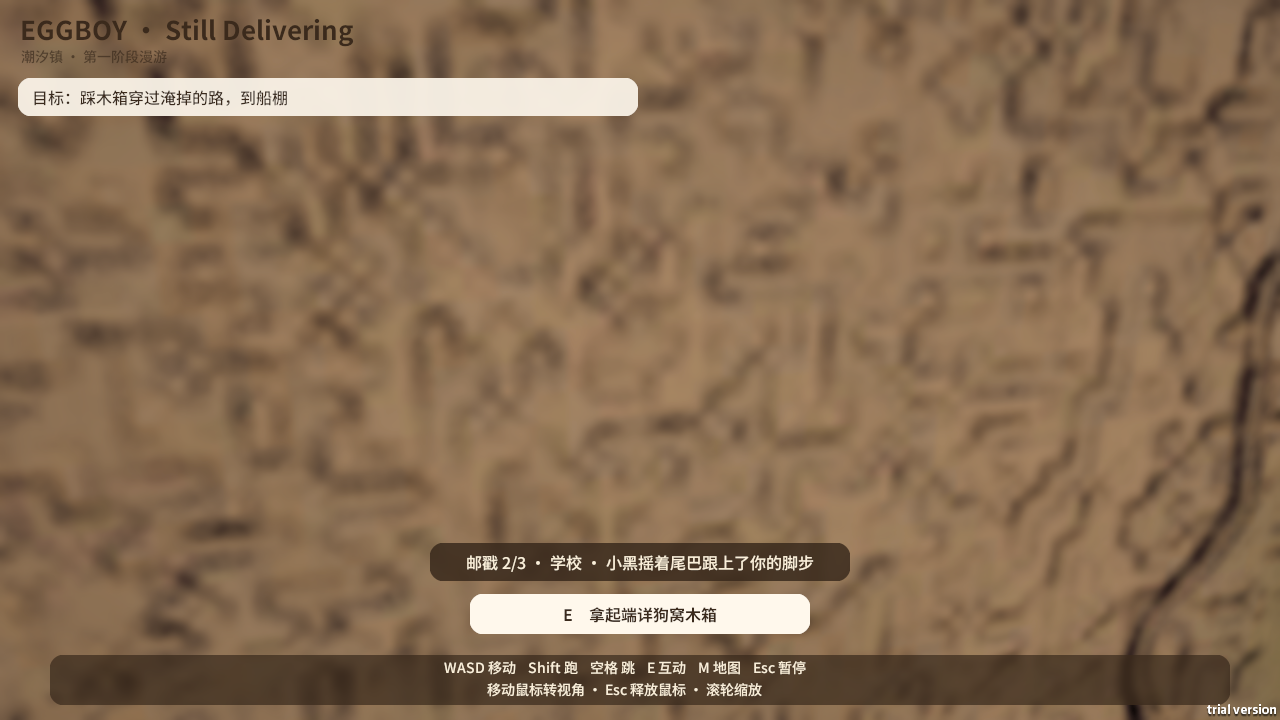 EGGBOY · Still Delivering
潮汐镇 · 第一阶段漫游
目标：踩木箱穿过淹掉的路，到船棚
邮戳 2/3 · 学校 · 小黑摇着尾巴跟上了你的脚步
E 拿起端详狗窝木箱
WASD 移动 Shift 跑 空格 跳 E 互动 M 地图 Esc 暂停
移动鼠标转视角 · Esc 释放鼠标 · 滚轮缩放
trial version